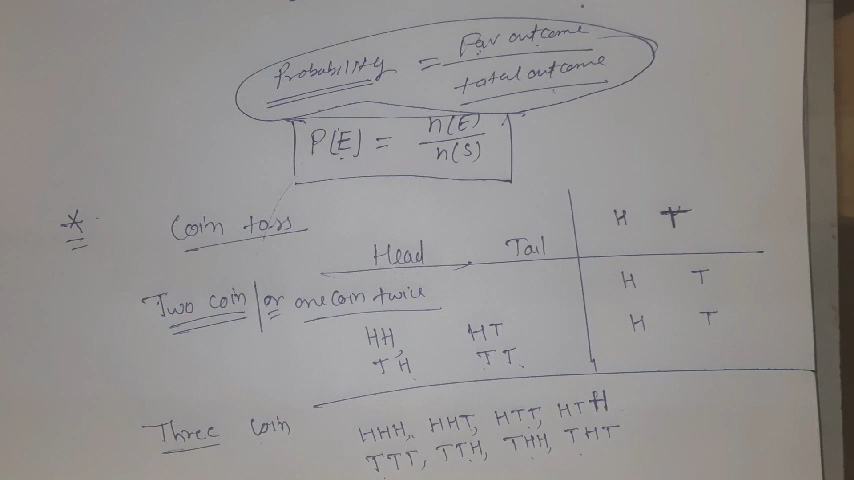 Probability = Fav outcome / total outcome
P(E) = n(E) / n(S)
* Coin toss
Head Tail
H T
Two coin / or one coin twice
H T
HH, HT
H T
TH TT
Three coin
HHH, HHT, HTT, HTH
TTT, TTH, THH, THT